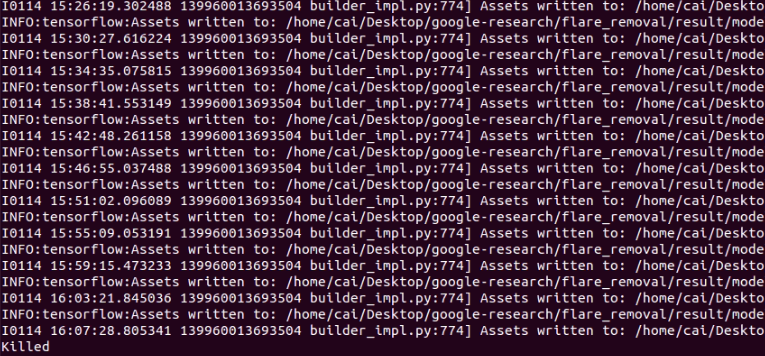 I0114 15:26:19.302488 139960013693504 builder_impl.py:774] Assets written to: /home/cai/Deskto
INFO:tensorflow:Assets written to: /home/cai/Desktop/google-research/flare_removal/result/mode
I0114 15:30:27.616224 139960013693504 builder_impl.py:774] Assets written to: /home/cai/Deskto
INFO:tensorflow:Assets written to: /home/cai/Desktop/google-research/flare_removal/result/mode
I0114 15:34:35.075815 139960013693504 builder_impl.py:774] Assets written to: /home/cai/Deskto
INFO:tensorflow:Assets written to: /home/cai/Desktop/google-research/flare_removal/result/mode
I0114 15:38:41.553149 139960013693504 builder_impl.py:774] Assets written to: /home/cai/Deskto
INFO:tensorflow:Assets written to: /home/cai/Desktop/google-research/flare_removal/result/mode
I0114 15:42:48.261158 139960013693504 builder_impl.py:774] Assets written to: /home/cai/Deskto
INFO:tensorflow:Assets written to: /home/cai/Desktop/google-research/flare_removal/result/mode
I0114 15:46:55.037488 139960013693504 builder_impl.py:774] Assets written to: /home/cai/Deskto
INFO:tensorflow:Assets written to: /home/cai/Desktop/google-research/flare_removal/result/mode
I0114 15:51:02.096089 139960013693504 builder_impl.py:774] Assets written to: /home/cai/Deskto
INFO:tensorflow:Assets written to: /home/cai/Desktop/google-research/flare_removal/result/mode
I0114 15:55:09.053191 139960013693504 builder_impl.py:774] Assets written to: /home/cai/Deskto
INFO:tensorflow:Assets written to: /home/cai/Desktop/google-research/flare_removal/result/mode
I0114 15:59:15.473233 139960013693504 builder_impl.py:774] Assets written to: /home/cai/Deskto
INFO:tensorflow:Assets written to: /home/cai/Desktop/google-research/flare_removal/result/mode
I0114 16:03:21.845036 139960013693504 builder_impl.py:774] Assets written to: /home/cai/Deskto
INFO:tensorflow:Assets written to: /home/cai/Desktop/google-research/flare_removal/result/mode
I0114 16:07:28.805341 139960013693504 builder_impl.py:774] Assets written to: /home/cai/Deskto
Killed